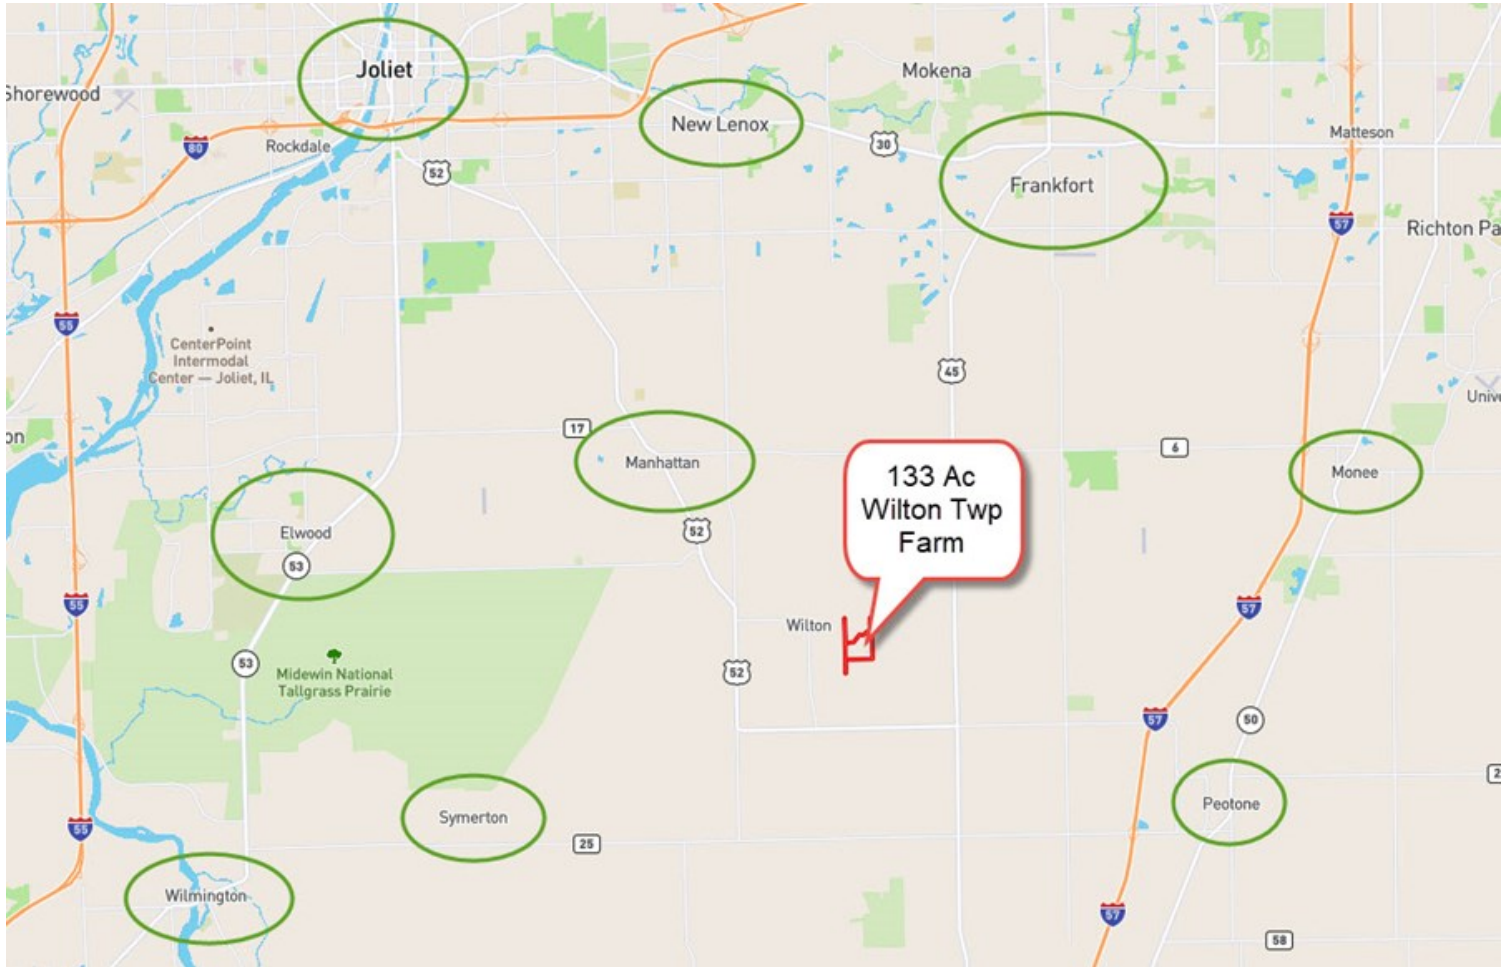 Joliet
Mokena
Shorewood
New Lenox
30
Matteson
80
Rockdale
52
Frankfort
57
Richton Pa
55
CenterPoint
Intermodal
Center — Joliet, IL
45
Unive
on
17
6
Manhattan
Monee
133 Ac
Wilton Twp
Farm
Elwood
52
53
55
57
Wilton
53
Midewin National
Tallgrass Prairie
52
57
50
2
Peotone
Symerton
55
25
Wilmington
57
58